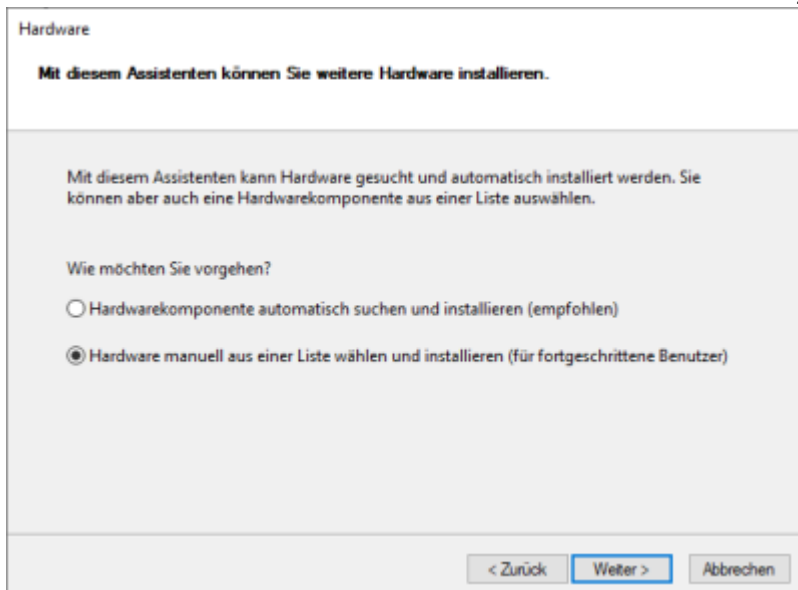 Hardware
Mit diesem Assistenten können Sie weitere Hardware installieren.
Mit diesem Assistenten kann Hardware gesucht und automatisch installiert werden. Sie
können aber auch eine Hardwarekomponente aus einer Liste auswählen.
Wie möchten Sie vorgehen?
Hardwarekomponente automatisch suchen und installieren (empfohlen)
Hardware manuell aus einer Liste wählen und installieren (für fortgeschrittene Benutzer)
< Zurück Weiter > Abbrechen